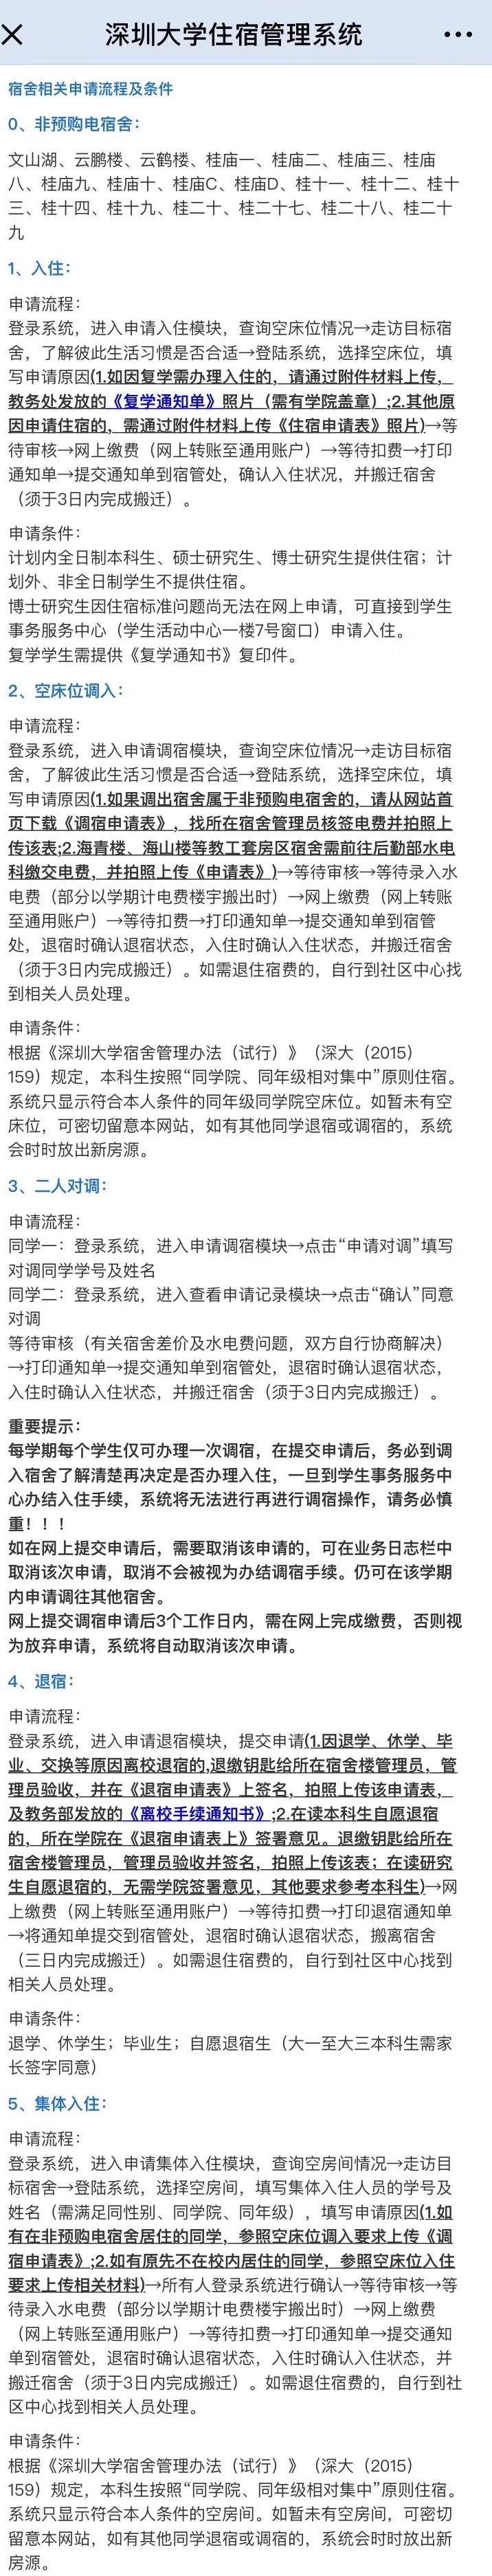 深圳大学住宿管理系统
宿舍相关申请流程及条件
0、非预购电宿舍：
文山湖、云鹏楼、云鹤楼、桂庙一、桂庙二、桂庙三、桂庙
八、桂庙九、桂庙十、桂庙C、桂庙D、桂十一、桂十二、桂十
三、桂十四、桂十九、桂二十、桂二十七、桂二十八、桂二十
九
1、入住：
申请流程：
登录系统，进入申请入住模块，查询空床位情况→走访目标宿
舍，了解彼此生活习惯是否合适→登陆系统，选择空床位，填
写申请原因(1.如因复学需办理入住的，请通过附件材料上传，
教务处发放的《复学通知单》照片（需有学院盖章）;2.其他原
因申请住宿的，需通过附件材料上传《住宿申请表》照片)→等
待审核→网上缴费（网上转账至通用账户）→等待扣费→打印
通知单→提交通知单到宿管处，确认入住状况，并搬迁宿舍
（须于3日内完成搬迁）。
申请条件：
计划内全日制本科生、硕士研究生、博士研究生提供住宿；计
划外、非全日制学生不提供住宿。
博士研究生因住宿标准问题尚无法在网上申请，可直接到学生
事务服务中心（学生活动中心一楼7号窗口）申请入住。
复学学生需提供《复学通知书》复印件。
2、空床位调入：
申请流程：
登录系统，进入申请调宿模块，查询空床位情况→走访目标宿
舍，了解彼此生活习惯是否合适→登陆系统，选择空床位，填
写申请原因(1.如果调出宿舍属于非预购电宿舍的，请从网站首
页下载《调宿申请表》，找所在宿舍管理员核签电费并拍照上
传该表;2.海青楼、海山楼等教工套房区宿舍需前往后勤部水电
科缴交电费，并拍照上传《申请表》)→等待审核→等待录入水
电费（部分以学期计电费楼宇搬出时）→网上缴费（网上转账
至通用账户）→等待扣费→打印通知单→提交通知单到宿管
处，退宿时确认退宿状态，入住时确认入住状态，并搬迁宿舍
（须于3日内完成搬迁）。如需退住宿费的，自行到社区中心找
到相关人员处理。
申请条件：
根据《深圳大学宿舍管理办法（试行）》（深大（2015）
159）规定，本科生按照“同学院、同年级相对集中”原则住宿。
系统只显示符合本人条件的同年级同学院空床位。如暂未有空
床位，可密切留意本网站，如有其他同学退宿或调宿的，系统
会时时放出新房源。
3、二人对调：
申请流程：
同学一：登录系统，进入申请调宿模块→点击“申请对调”填写
对调同学学号及姓名
同学二：登录系统，进入查看申请记录模块→点击“确认”同意
对调
等待审核（有关宿舍差价及水电费问题，双方自行协商解决）
→打印通知单→提交通知单到宿管处，退宿时确认退宿状态，
入住时确认入住状态，并搬迁宿舍（须于3日内完成搬迁）。
重要提示：
每学期每个学生仅可办理一次调宿，在提交申请后，务必到调
入宿舍了解清楚再决定是否办理入住，一旦到学生事务服务中
心办结入住手续，系统将无法进行再进行调宿操作，请务必慎
重！！！
如在网上提交申请后，需要取消该申请的，可在业务日志栏中
取消该次申请，取消不会被视为办结调宿手续。仍可在该学期
内申请调往其他宿舍。
网上提交调宿申请后3个工作日内，需在网上完成缴费，否则视
为放弃申请，系统将自动取消该次申请。
4、退宿：
申请流程：
登录系统，进入申请退宿模块，提交申请(1.因退学、休学、毕
业、交换等原因离校退宿的,退缴钥匙给所在宿舍楼管理员，管
理员验收，并在《退宿申请表》上签名，拍照上传该申请表，
及教务部发放的《离校手续通知书》;2.在读本科生自愿退宿
的，所在学院在《退宿申请表上》签署意见。退缴钥匙给所在
宿舍楼管理员，管理员验收并签名，拍照上传该表；在读研究
生自愿退宿的，无需学院签署意见，其他要求参考本科生)→网
上缴费（网上转账至通用账户）→等待扣费→打印退宿通知单
→将通知单提交到宿管处，退宿时确认退宿状态，搬离宿舍
（三日内完成搬迁）。如需退住宿费的，自行到社区中心找到
相关人员处理。
申请条件：
退学、休学生；毕业生；自愿退宿生（大一至大三本科生需家
长签字同意）
5、集体入住：
申请流程：
登录系统，进入申请集体入住模块，查询空房间情况→走访目
标宿舍→登陆系统，选择空房间，填写集体入住人员的学号及
姓名（需满足同性别、同学院、同年级），填写申请原因(1.如
有在非预购电宿舍居住的同学，参照空床位调入要求上传《调
宿申请表》;2.如有原先不在校内居住的同学，参照空床位入住
要求上传相关材料)→所有人登录系统进行确认→等待审核→等
待录入水电费（部分以学期计电费楼宇搬出时）→网上缴费
（网上转账至通用账户）→等待扣费→打印通知单→提交通知
单到宿管处，退宿时确认退宿状态，入住时确认入住状态，并
搬迁宿舍（须于3日内完成搬迁）。如需退住宿费的，自行到社
区中心找到相关人员处理。
申请条件：
根据《深圳大学宿舍管理办法（试行）》（深大（2015）
159）规定，本科生按照“同学院、同年级相对集中”原则住宿。
系统只显示符合本人条件的空房间。如暂未有空房间，可密切
留意本网站，如有其他同学退宿或调宿的，系统会时时放出新
房源。